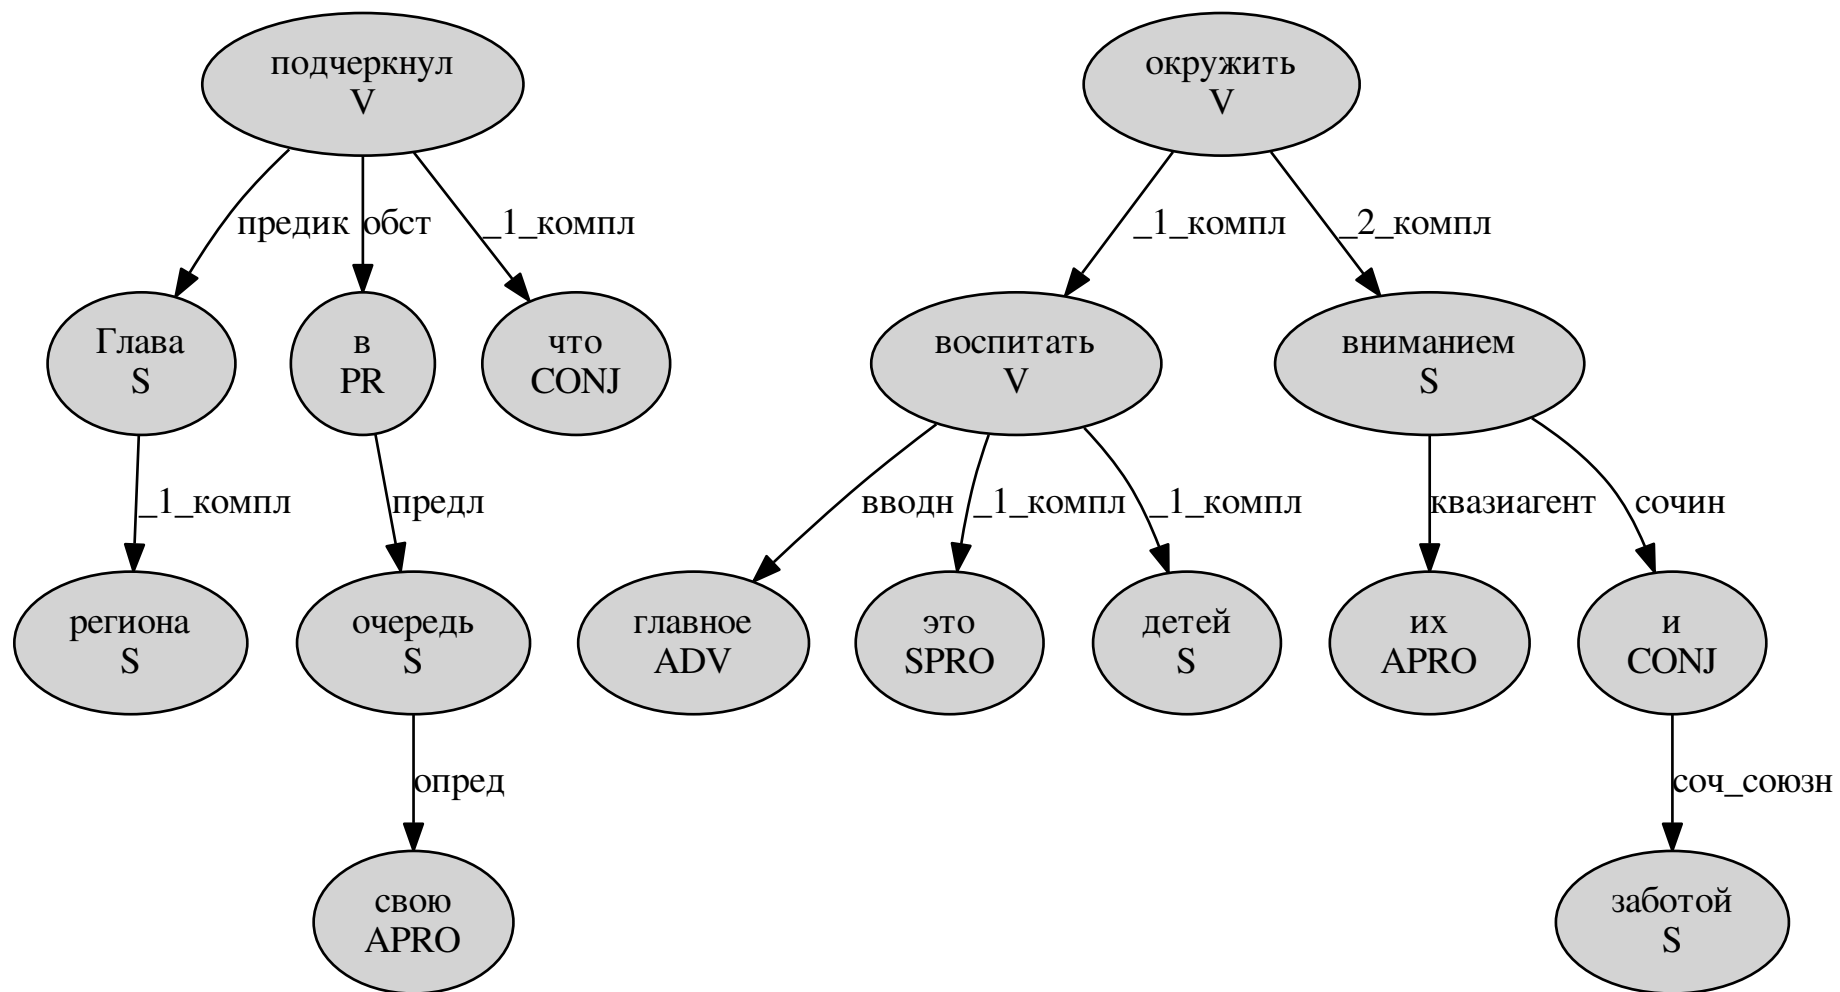 подчеркнул
V
окружить
V
предик
обст
_1_компл
_1_компл
_2_компл
Глава
S
в
PR
что
CONJ
воспитать
V
вниманием
S
_1_компл
предл
вводн
_1_компл
_1_компл
квазиагент
сочин
региона
S
очередь
S
главное
ADV
это
SPRO
детей
S
их
APRO
и
CONJ
опред
соч_союзн
свою
APRO
заботой
S